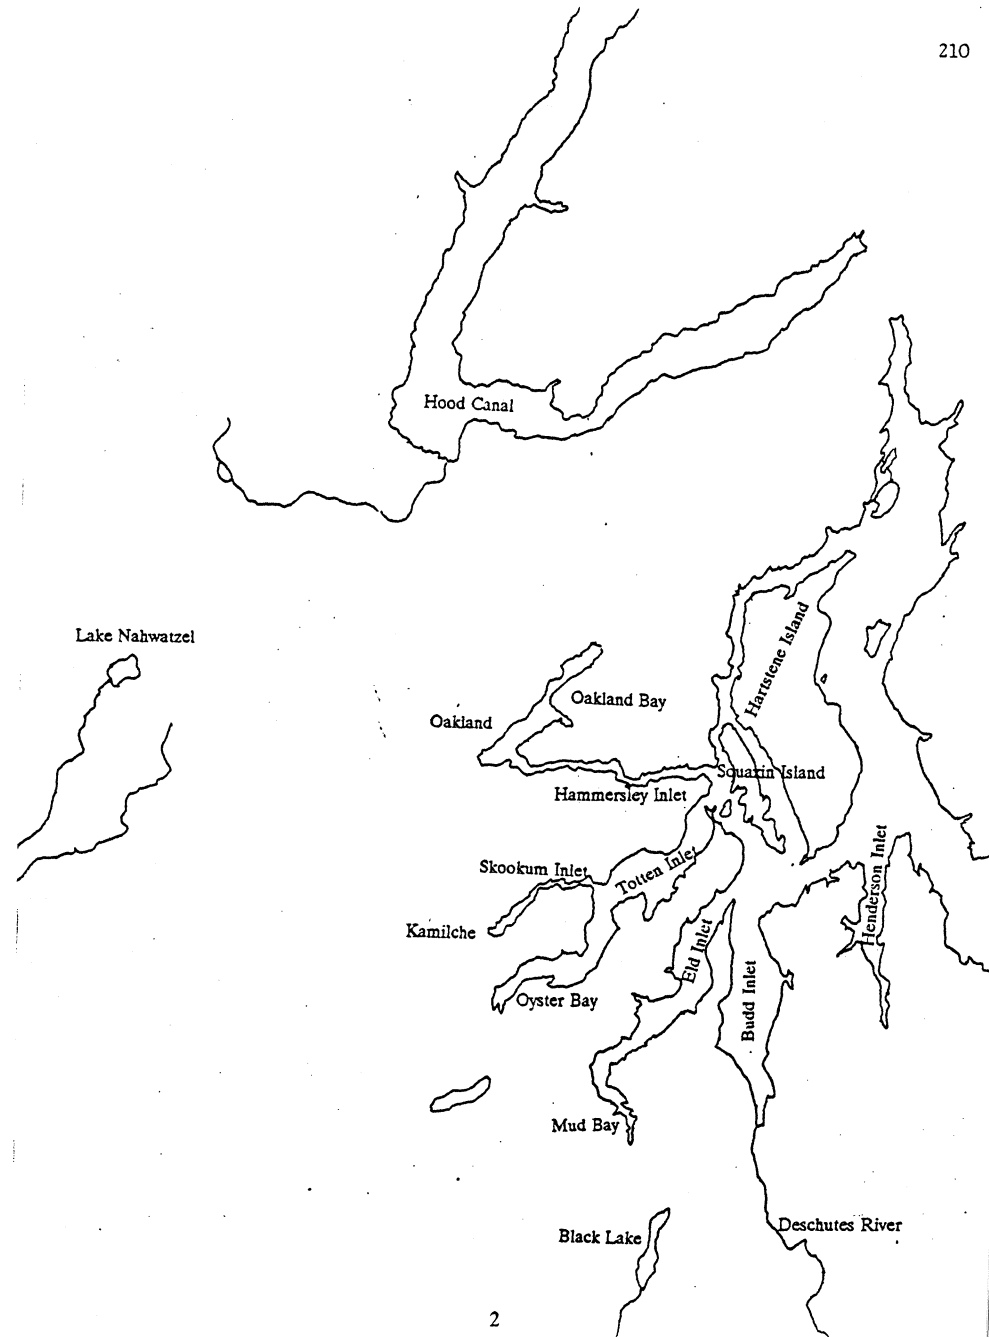 210
Hood Canal
Lake Nahwatzel
Hartstene Island
Oakland Bay
Oakland
Squaxin Island
Hammersley Inlet
Skookum Inlet
Totten Inlet
Henderson Inlet
Kamilche
Eld Inlet
Budd Inlet
Oyster Bay
Mud Bay
Deschutes River
Black Lake
2